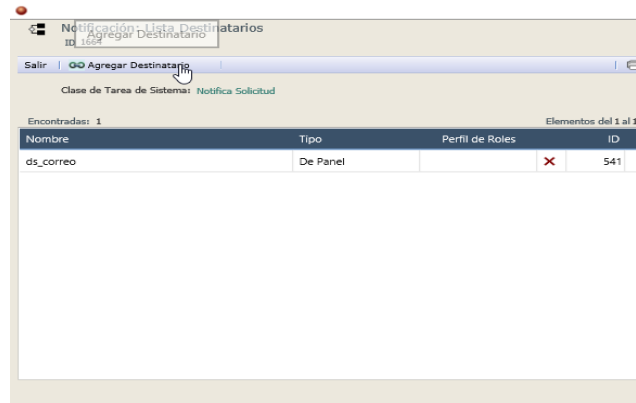 Notificación: Lista Destinatarios
Agregar Destinatario
ID 1664
Salir | Agregar Destinatario
Clase de Tarea de Sistema: Notifica Solicitud
Encontradas: 1 Elementos del 1 al 1
Nombre Tipo Perfil de Roles ID
ds_correo De Panel 541